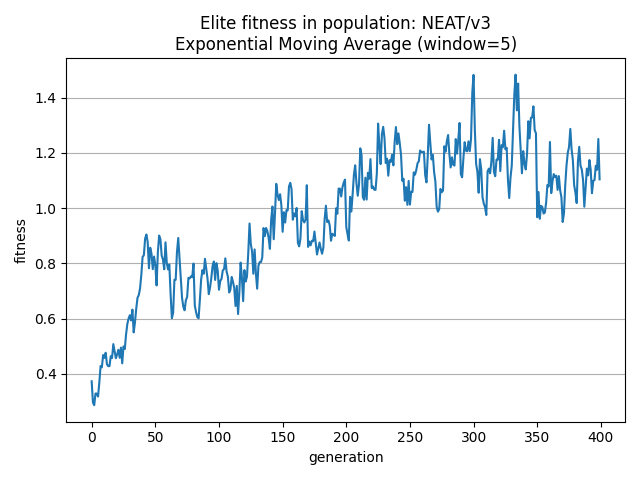 Elite fitness in population: NEAT/v3
Exponential Moving Average (window=5)
fitness
1.4
1.2
1.0
0.8
0.6
0.4
0 50 100 150 200 250 300 350 400
generation